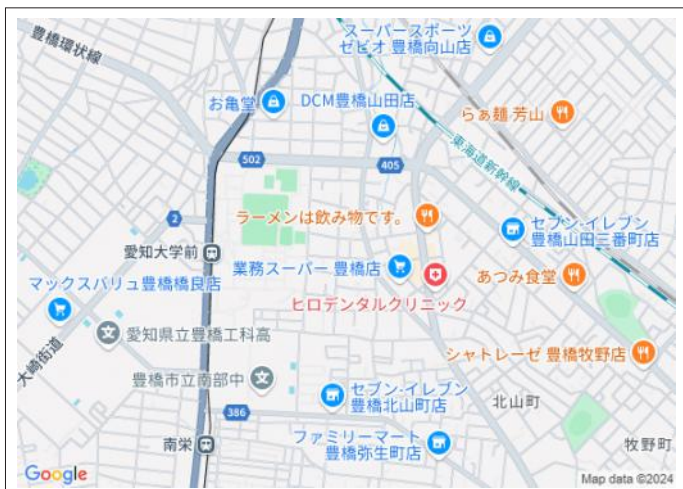 スーパースポーツ
ゼビオ 豊橋向山店
豊橋環状線
お亀堂
DCM豊橋山田店
らぁ麺 芳山
502
405
東海道新幹線
2
ラーメンは飲み物です。
セブン-イレブン
豊橋山田三番町店
愛知大学前
業務スーパー 豊橋店
あつみ食堂
マックスバリュ豊橋橋良店
ヒロデンタルクリニック
愛知県立豊橋工科高
大崎街道
シャトレーゼ 豊橋牧野店
豊橋市立南部中
セブン-イレブン
豊橋北山町店
北山町
386
南栄
ファミリーマート
豊橋弥生町店
牧野町
Google
Map data ©2024